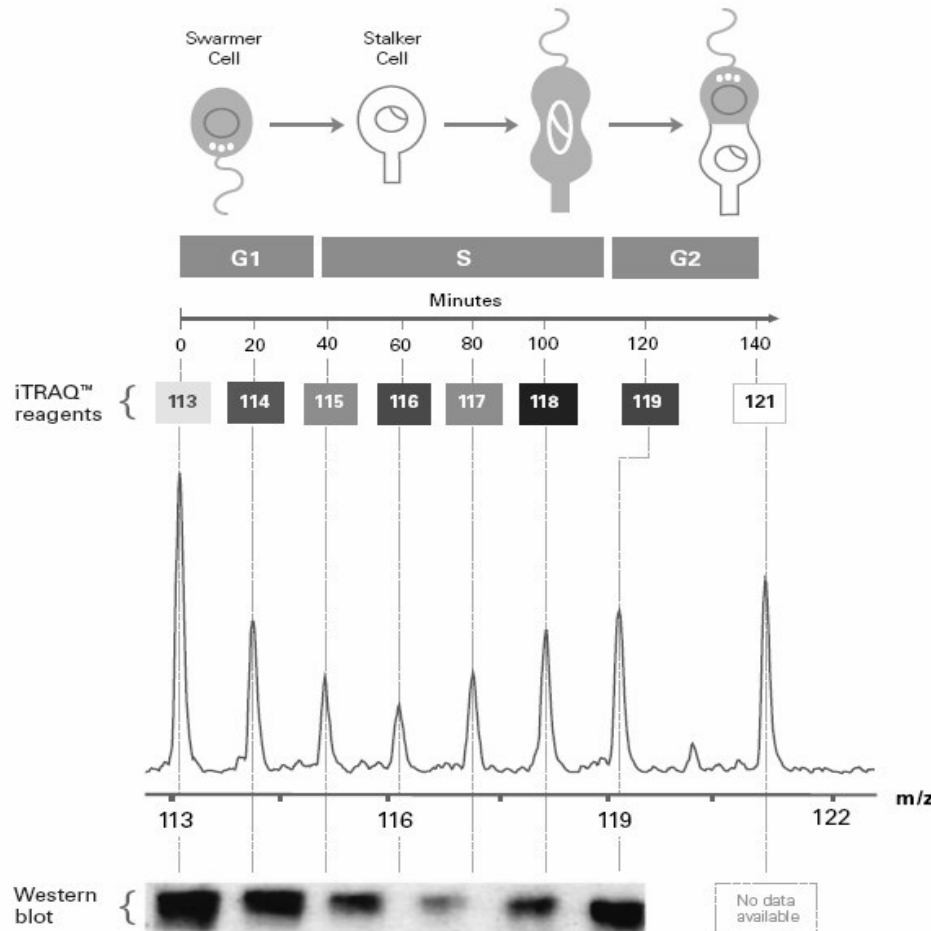 Swarmer Stalker
Cell Cell
G1 S G2
Minutes
0 20 40 60 80 100 120 140
iTRAQ™
reagents
113 114 115 116 117 118 119 121
m/z
113 116 119 122
Western
blot
No data
available